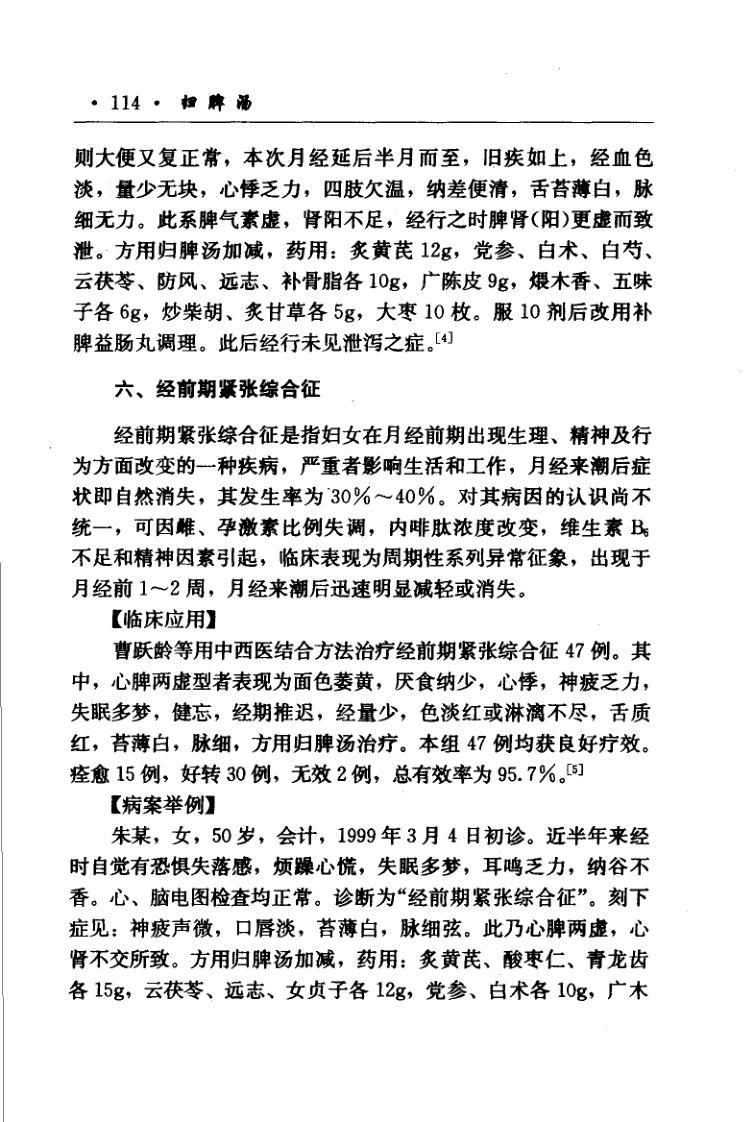 ·114· 归脾汤
则大便又复正常，本次月经延后半月而至，旧疾如上，经血色
淡，量少无块，心悸乏力，四肢欠温，纳差便清，舌苔薄白，脉
细无力。此系脾气素虚，肾阳不足，经行之时脾肾(阳)更虚而致
泄。方用归脾汤加减，药用：炙黄芪 12g，党参、白术、白芍、
云茯苓、防风、远志、补骨脂各 10g，广陈皮 9g，煨木香、五味
子各 6g，炒柴胡、炙甘草各 5g，大枣 10 枚。服 10 剂后改用补
脾益肠丸调理。此后经行未见泄泻之症。[4]
六、经前期紧张综合征
经前期紧张综合征是指妇女在月经前期出现生理、精神及行
为方面改变的一种疾病，严重者影响生活和工作，月经来潮后症
状即自然消失，其发生率为 30%～40%。对其病因的认识尚不
统一，可因雌、孕激素比例失调，内啡肽浓度改变，维生素 B₆
不足和精神因素引起，临床表现为周期性系列异常征象，出现于
月经前 1～2 周，月经来潮后迅速明显减轻或消失。
【临床应用】
曹跃龄等用中西医结合方法治疗经前期紧张综合征 47 例。其
中，心脾两虚型者表现为面色萎黄，厌食纳少，心悸，神疲乏力，
失眠多梦，健忘，经期推迟，经量少，色淡红或淋漓不尽，舌质
红，苔薄白，脉细，方用归脾汤治疗。本组 47 例均获良好疗效。
痊愈 15 例，好转 30 例，无效 2 例，总有效率为 95.7%。[5]
【病案举例】
朱某，女，50 岁，会计，1999 年 3 月 4 日初诊。近半年来经
时自觉有恐惧失落感，烦躁心慌，失眠多梦，耳鸣乏力，纳谷不
香。心、脑电图检查均正常。诊断为“经前期紧张综合征”。刻下
症见：神疲声微，口唇淡，苔薄白，脉细弦。此乃心脾两虚，心
肾不交所致。方用归脾汤加减，药用：炙黄芪、酸枣仁、青龙齿
各 15g，云茯苓、远志、女贞子各 12g，党参、白术各 10g，广木